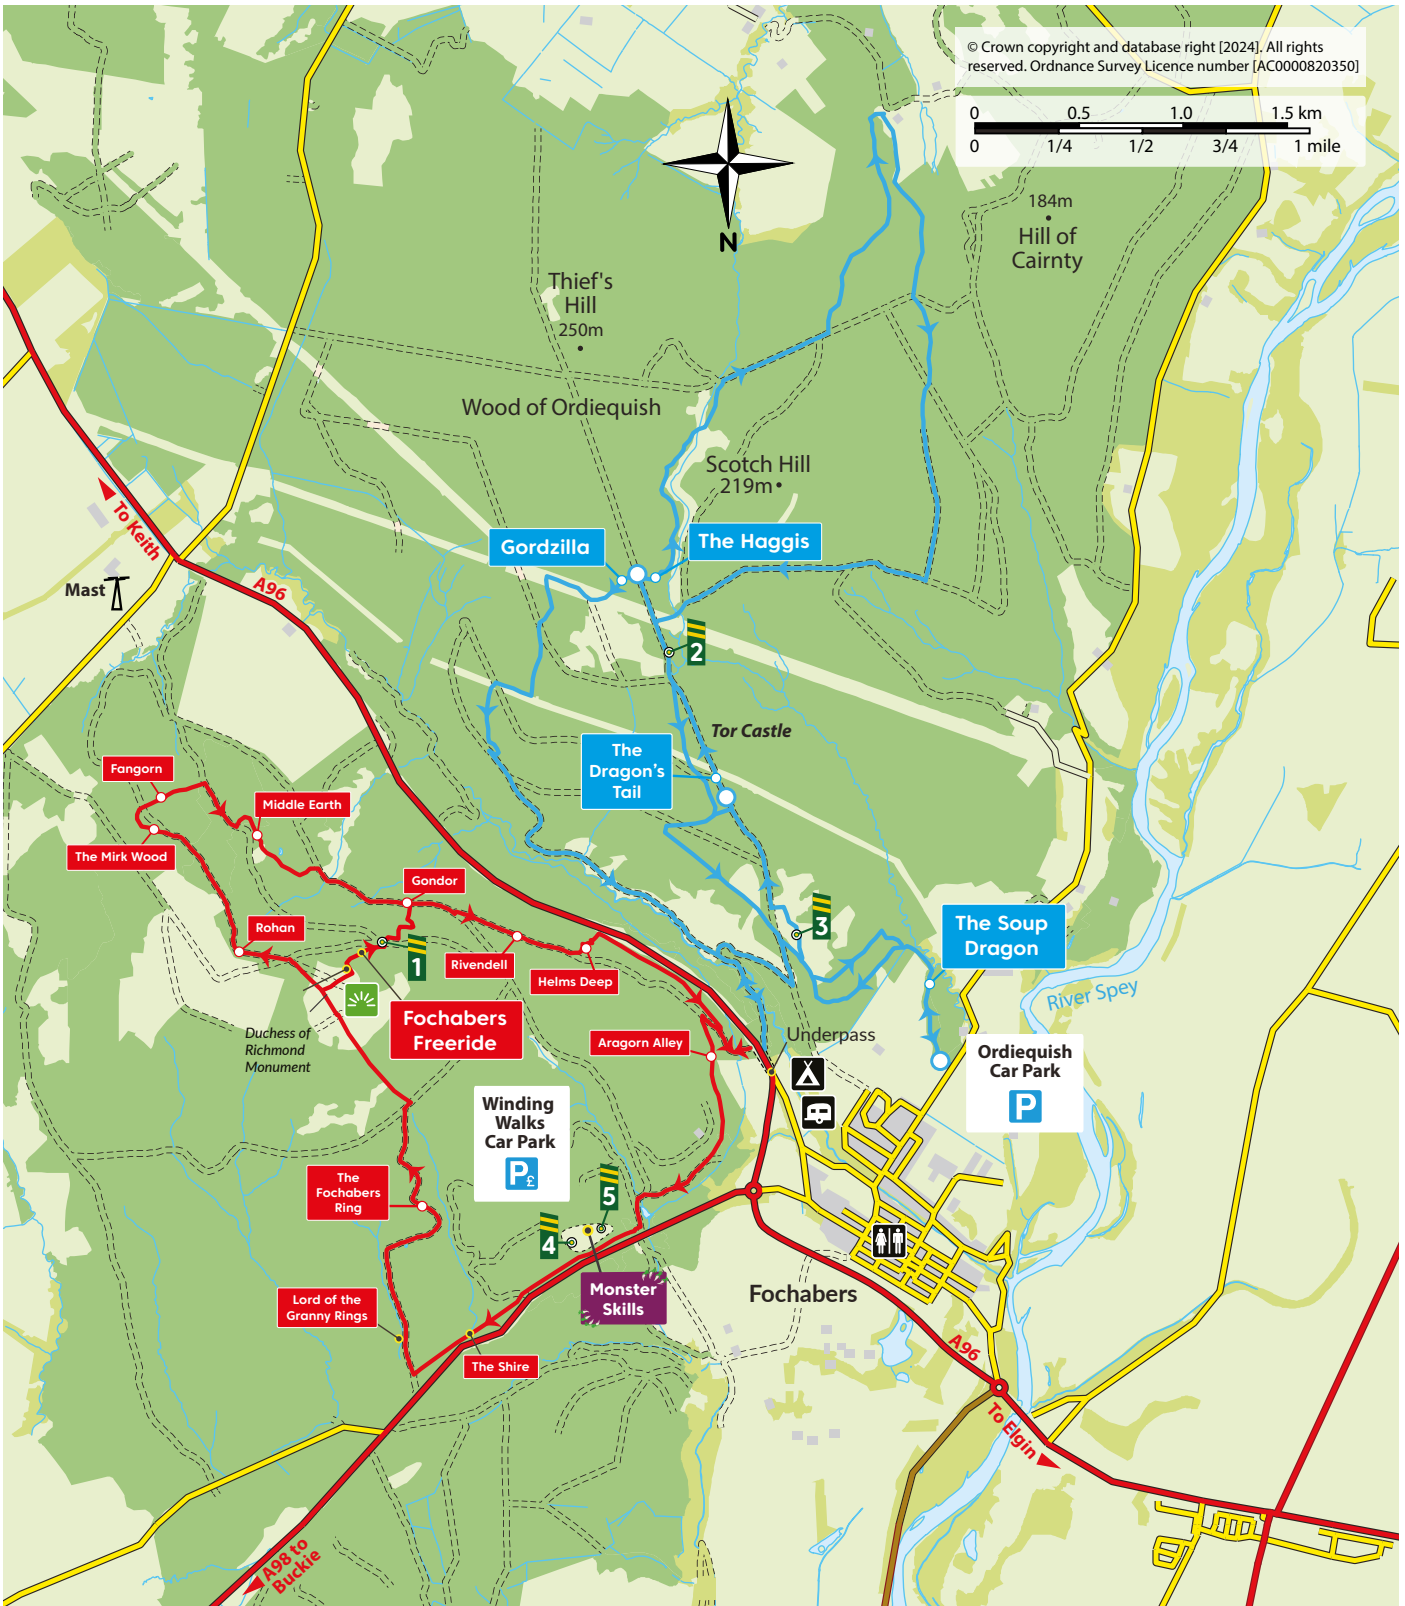 © Crown copyright and database right [2024]. All rights
reserved. Ordnance Survey Licence number [AC0000820350]
0 0.5 1.0 1.5 km
0 1/4 1/2 3/4 1 mile
N
184m
Hill of
Cairnty
Thief's
Hill
250m
Wood of Ordiequish
Scotch Hill
219m
To Keith
Gordzilla
The Haggis
Mast
A96
2
Tor Castle
The
Dragon's
Tail
Fangorn
Middle Earth
The Mirk Wood
Gondor
3
The Soup
Dragon
Rohan
1
Rivendell
Helms Deep
River Spey
Fochabers
Freeride
Duchess of
Richmond
Monument
Aragorn Alley
Underpass
Ordiequish
Car Park
P
Winding
Walks
Car Park
P£
The
Fochabers
Ring
5
4
Monster
Skills
Fochabers
Lord of the
Granny Rings
The Shire
A96
To Elgin
A98 to
Buckie